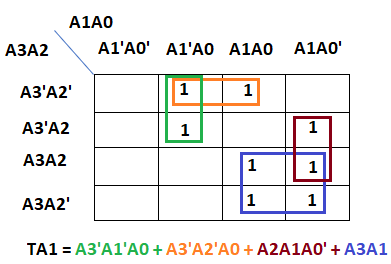 A1A0
A3A2 A1'A0' A1'A0 A1A0 A1A0'
A3'A2' 1 1
A3'A2 1 1
A3A2 1 1
A3A2' 1 1
TA1 = A3'A1'A0 + A3'A2'A0 + A2A1A0' + A3A1